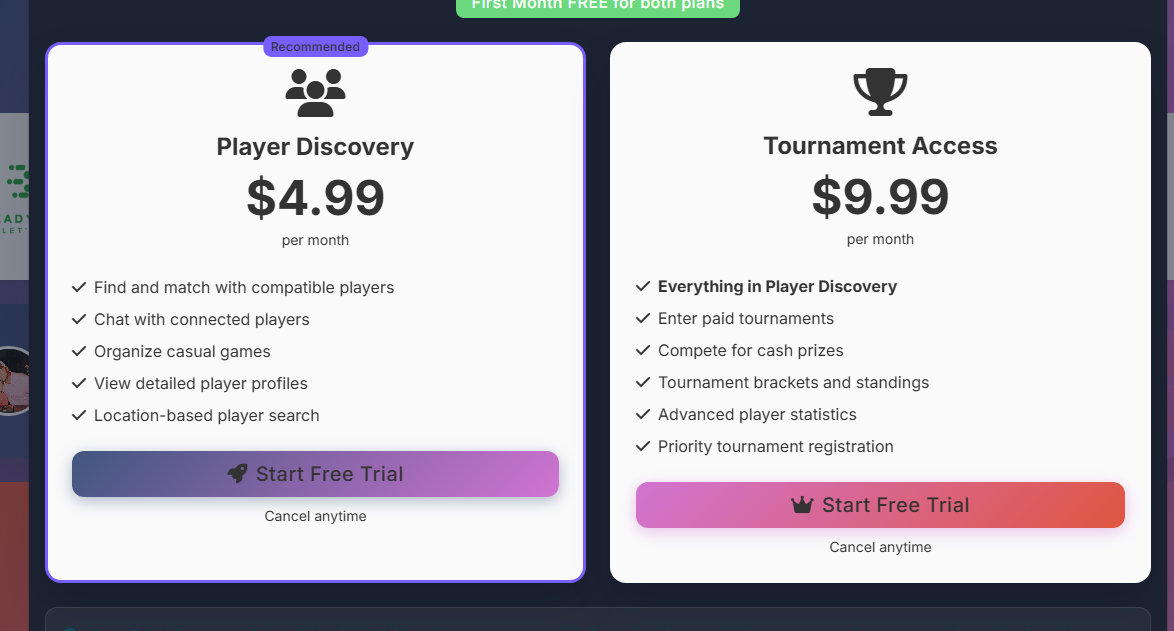 First Month FREE for both plans
Recommended
Player Discovery
$4.99
per month
Find and match with compatible players
Chat with connected players
Organize casual games
View detailed player profiles
Location-based player search
Start Free Trial
Cancel anytime
Tournament Access
$9.99
per month
Everything in Player Discovery
Enter paid tournaments
Compete for cash prizes
Tournament brackets and standings
Advanced player statistics
Priority tournament registration
Start Free Trial
Cancel anytime